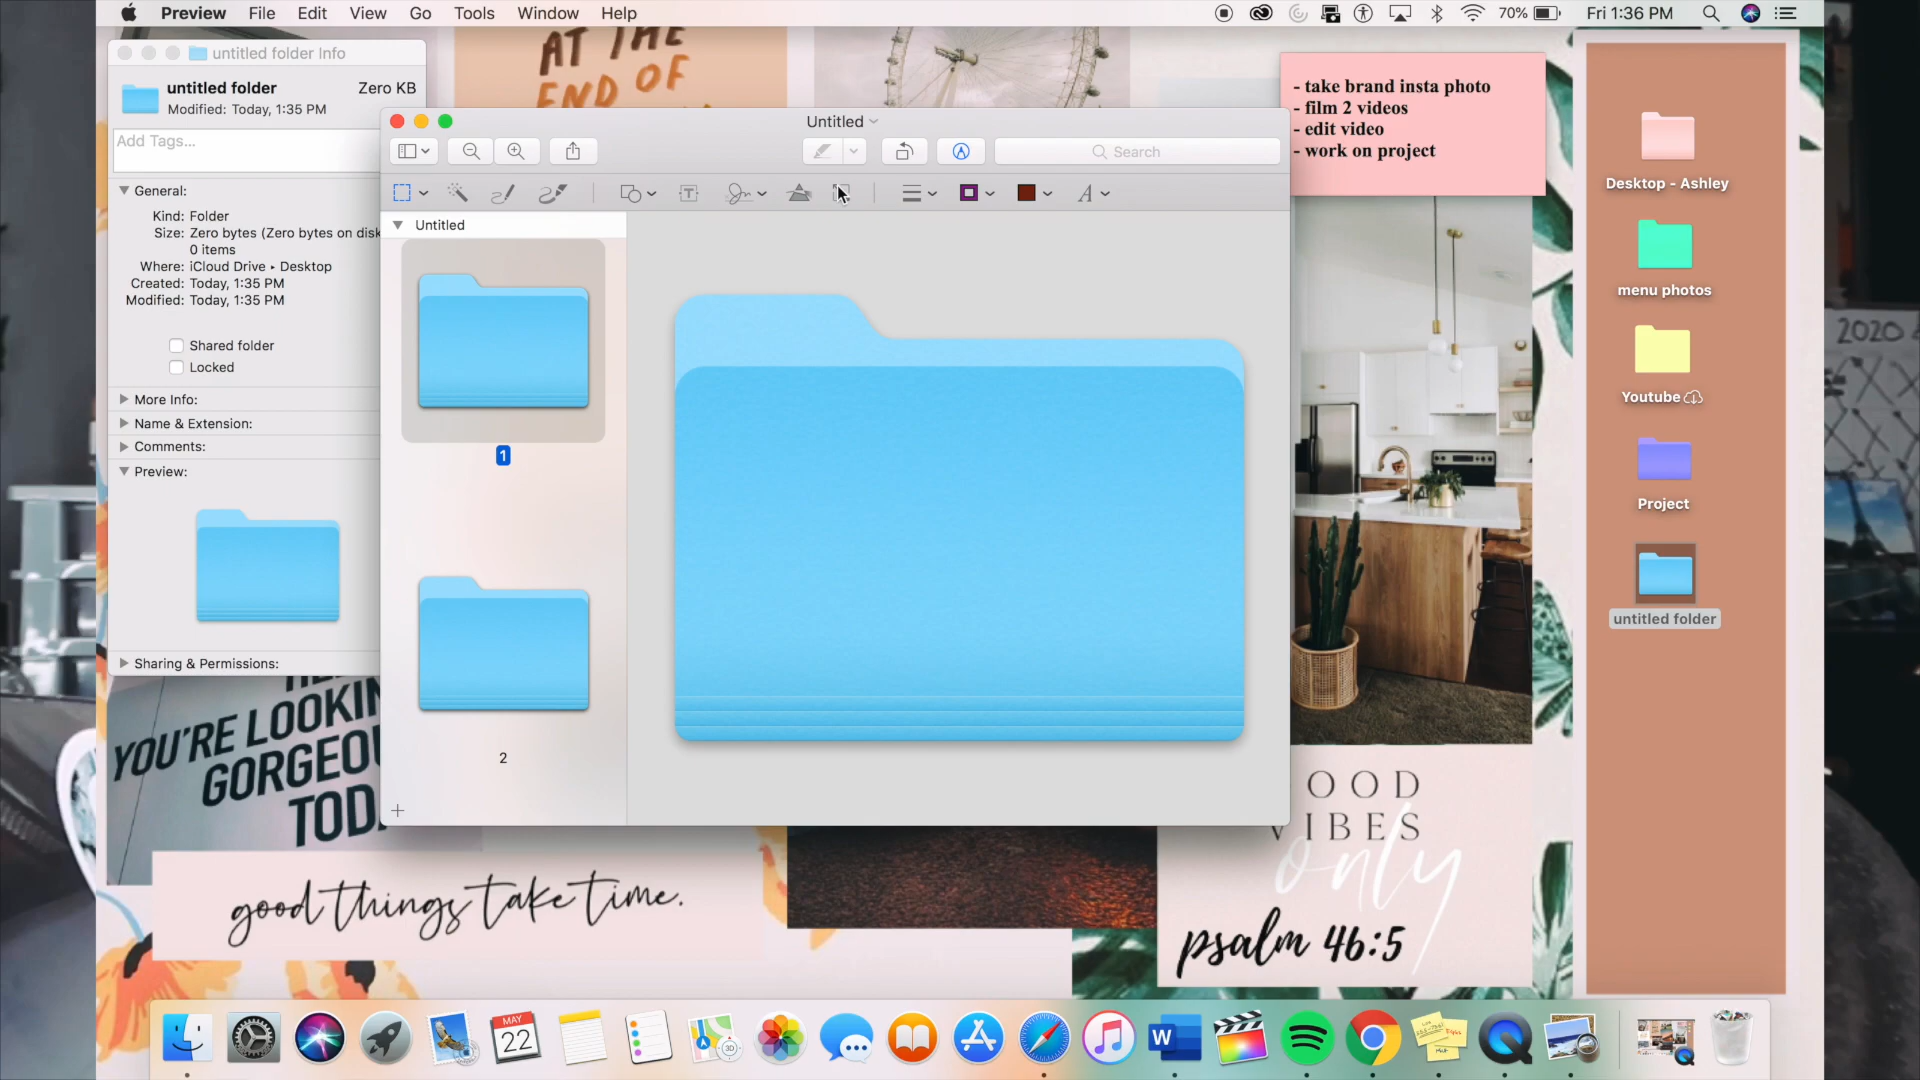 Preview File Edit View Go Tools Window Help
70% Fri 1:36 PM
untitled folder Info
untitled folder Zero KB
Modified: Today, 1:35 PM
Add Tags...
General:
Kind: Folder
Size: Zero bytes (Zero bytes on disk
0 items
Where: iCloud Drive ▸ Desktop
Created: Today, 1:35 PM
Modified: Today, 1:35 PM
Shared folder
Locked
More Info:
Name & Extension:
Comments:
Preview:
Sharing & Permissions:
AT THE
END OF
Untitled
Search
Untitled
1
2
- take brand insta photo
- film 2 videos
- edit video
- work on project
Desktop - Ashley
menu photos
Youtube
Project
untitled folder
2020
YOU'RE LOOKIN
GORGEOU
TODA
good things take time.
OOD
VIBES
only
psalm 46:5
MAY
22
3D
W